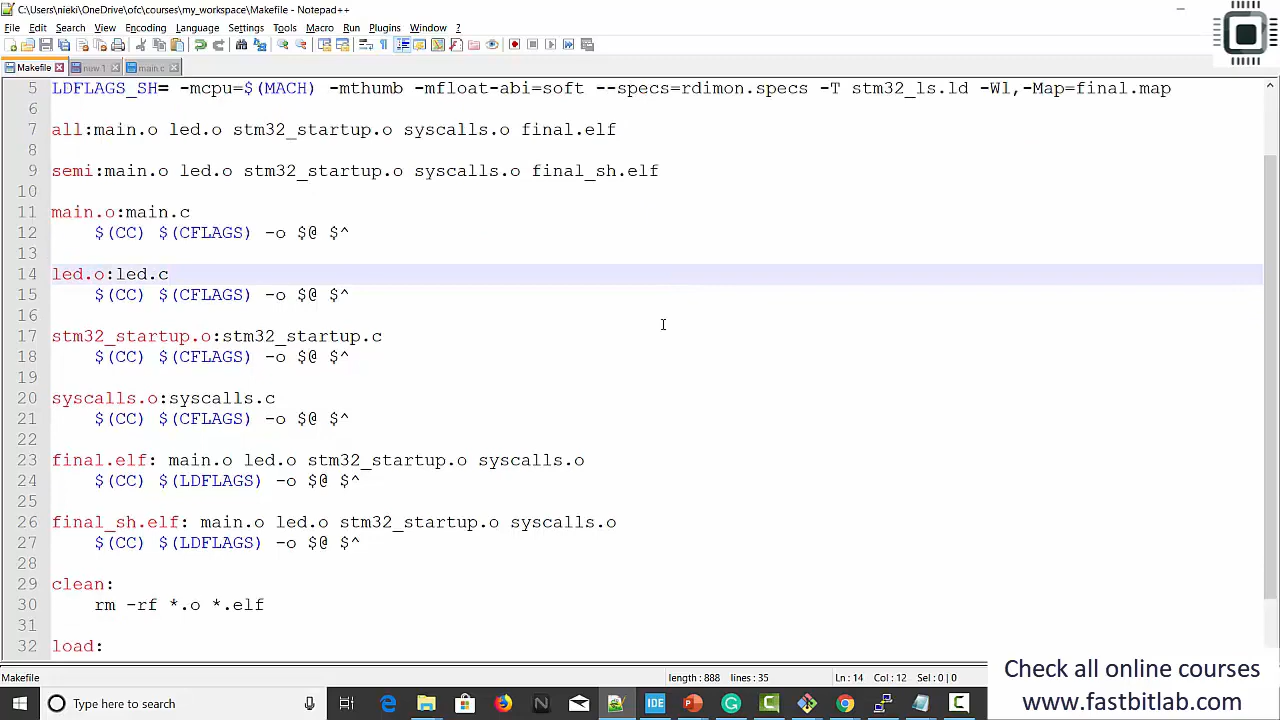 C:\Users\nieki\OneDrive\ofc\courses\my_workspace\Makefile - Notepad++
File Edit Search View Encoding Language Settings Tools Macro Run Plugins Window ?
Makefile nuw 1 main.c
5 LDFLAGS_SH= -mcpu=$(MACH) -mthumb -mfloat-abi=soft --specs=rdimon.specs -T stm32_ls.ld -Wl,-Map=final.map
6
7 all:main.o led.o stm32_startup.o syscalls.o final.elf
8
9 semi:main.o led.o stm32_startup.o syscalls.o final_sh.elf
10
11 main.o:main.c
12 $(CC) $(CFLAGS) -o $@ $^
13
14 led.o:led.c
15 $(CC) $(CFLAGS) -o $@ $^
16
17 stm32_startup.o:stm32_startup.c
18 $(CC) $(CFLAGS) -o $@ $^
19
20 syscalls.o:syscalls.c
21 $(CC) $(CFLAGS) -o $@ $^
22
23 final.elf: main.o led.o stm32_startup.o syscalls.o
24 $(CC) $(LDFLAGS) -o $@ $^
25
26 final_sh.elf: main.o led.o stm32_startup.o syscalls.o
27 $(CC) $(LDFLAGS) -o $@ $^
28
29 clean:
30 rm -rf *.o *.elf
31
32 load:
Makefile length : 888 lines : 35 Ln : 14 Col : 12 Sel : 0 | 0
Check all online courses
www.fastbitlab.com
Type here to search
IDE